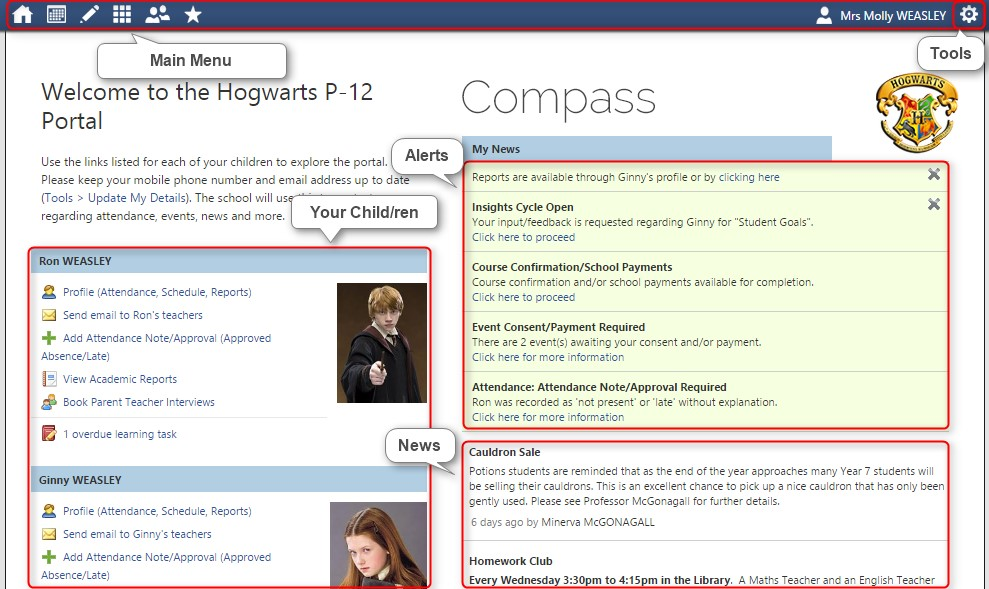 Mrs Molly WEASLEY
Main Menu
Tools
Welcome to the Hogwarts P-12
Portal
Use the links listed for each of your children to explore the portal.
Please keep your mobile phone number and email address up to date
(Tools > Update My Details). The school will use
regarding attendance, events, news and more.
Your Child/ren
Ron WEASLEY
Profile (Attendance, Schedule, Reports)
Send email to Ron's teachers
Add Attendance Note/Approval (Approved
Absence/Late)
View Academic Reports
Book Parent Teacher Interviews
1 overdue learning task
Ginny WEASLEY
Profile (Attendance, Schedule, Reports)
Send email to Ginny's teachers
Add Attendance Note/Approval (Approved
Absence/Late)
Compass
HOGWARTS
H
Alerts
My News
Reports are available through Ginny's profile or by clicking here
Insights Cycle Open
Your input/feedback is requested regarding Ginny for "Student Goals".
Click here to proceed
Course Confirmation/School Payments
Course confirmation and/or school payments available for completion.
Click here to proceed
Event Consent/Payment Required
There are 2 event(s) awaiting your consent and/or payment.
Click here for more information
Attendance: Attendance Note/Approval Required
Ron was recorded as 'not present' or 'late' without explanation.
Click here for more information
News
Cauldron Sale
Potions students are reminded that as the end of the year approaches many Year 7 students will
be selling their cauldrons. This is an excellent chance to pick up a nice cauldron that has only been
gently used. Please see Professor McGonagall for further details.
6 days ago by Minerva McGONAGALL
Homework Club
Every Wednesday 3:30pm to 4:15pm in the Library. A Maths Teacher and an English Teacher